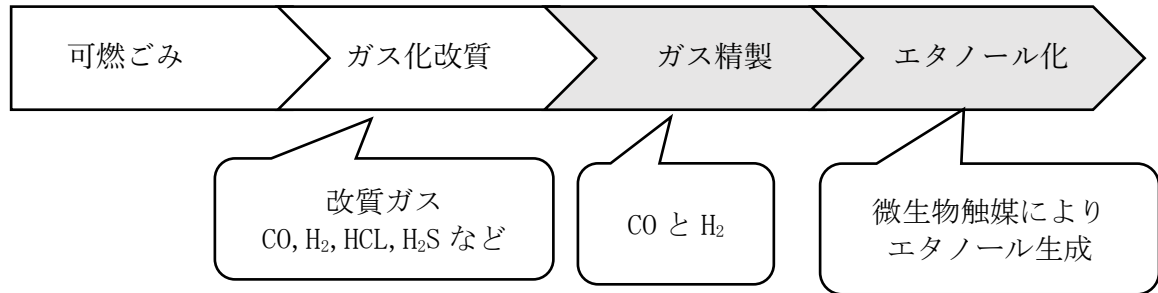 可燃ごみ
ガス化改質
ガス精製
エタノール化
改質ガス
CO,H₂,HCL,H₂S など
CO と H₂
微生物触媒により
エタノール生成